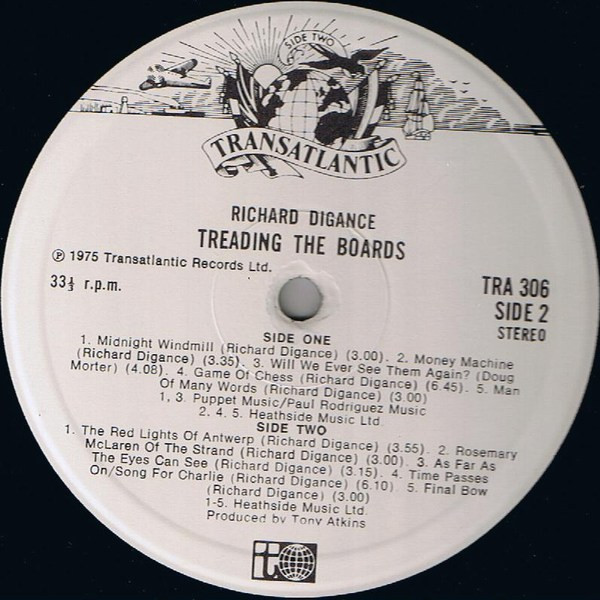 SIDE TWO
TRANSATLANTIC
RICHARD DIGANCE
TREADING THE BOARDS
Ⓟ 1975 Transatlantic Records Ltd.
33⅓ r.p.m.
TRA 306
SIDE 2
STEREO
SIDE ONE
1. Midnight Windmill (Richard Digance) (3.00). 2. Money Machine
(Richard Digance) (3.35). 3. Will We Ever See Them Again? (Doug
Morter) (4.08). 4. Game Of Chess (Richard Digance) (6.45). 5. Man
Of Many Words (Richard Digance) (3.00)
1, 3. Puppet Music/Paul Rodriguez Music
2. 4. 5. Heathside Music Ltd.
SIDE TWO
1. The Red Lights Of Antwerp (Richard Digance) (3.55). 2. Rosemary
McLaren Of The Strand (Richard Digance) (3.00). 3. As Far As
The Eyes Can See (Richard Digance) (3.15). 4. Time Passes
On/Song For Charlie (Richard Digance) (6.10). 5. Final Bow
(Richard Digance) (3.00)
1-5. Heathside Music Ltd.
Produced by Tony Atkins
it